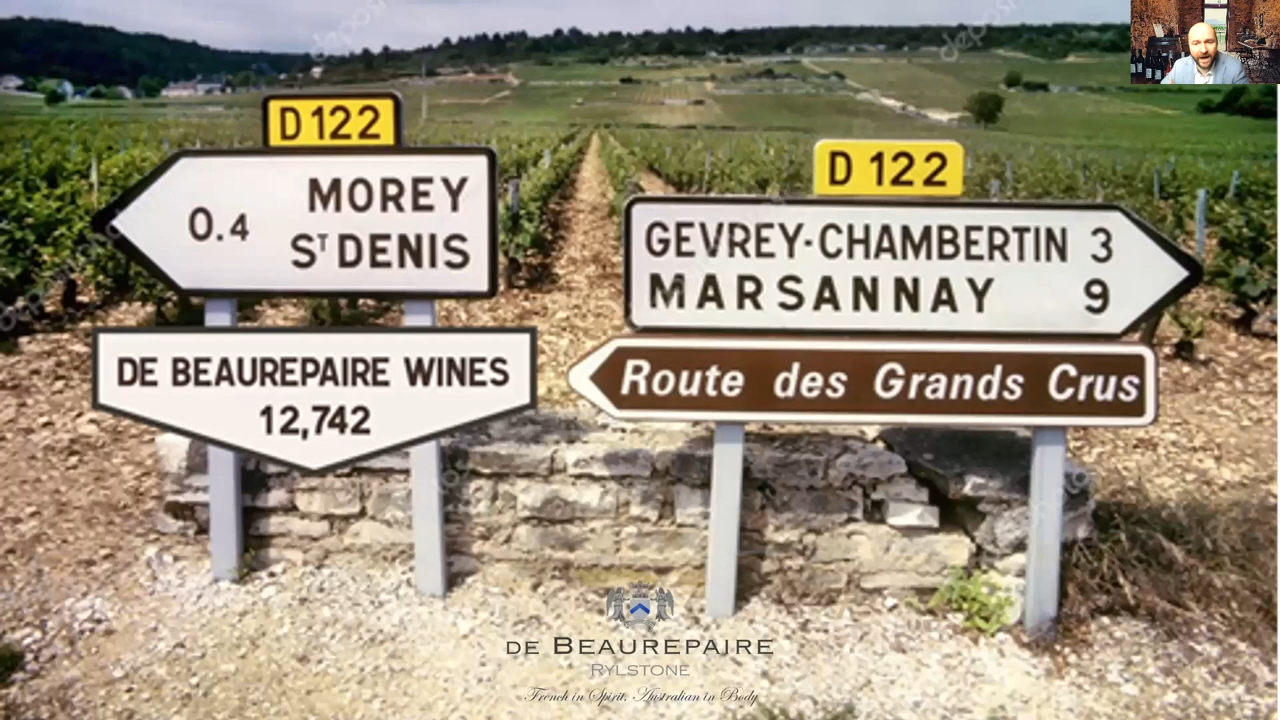 D 122
MOREY
0.4
ST DENIS
DE BEAUREPAIRE WINES
12,742
D 122
GEVREY-CHAMBERTIN 3
MARSANNAY 9
Route des Grands Crus
DE BEAUREPAIRE
RYLSTONE
French in Spirit, Australian in Body